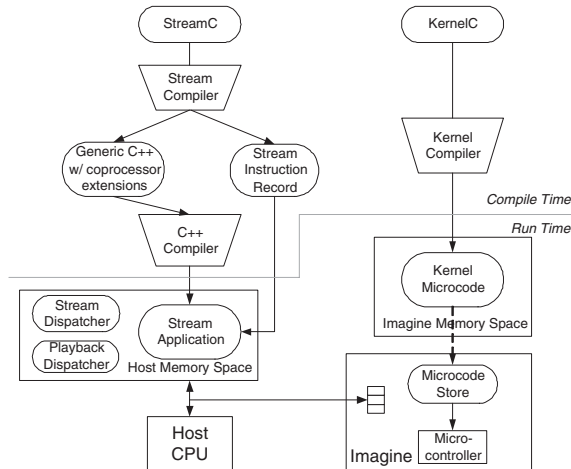 StreamC
KernelC
Stream
Compiler
Kernel
Compiler
Generic C++
w/ coprocessor
extensions
Stream
Instruction
Record
Compile Time
Run Time
C++
Compiler
Kernel
Microcode
Imagine Memory Space
Stream
Dispatcher
Stream
Application
Playback
Dispatcher
Host Memory Space
Microcode
Store
Host
CPU
Micro-
controller
Imagine